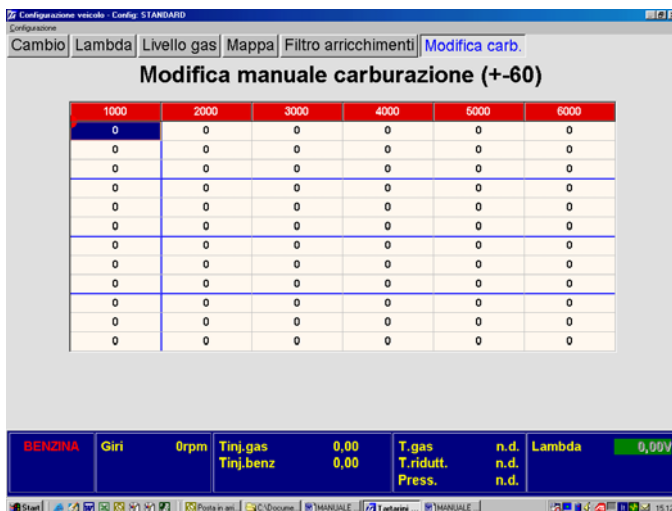 Configurazione veicolo - Config: STANDARD
Configurazione
Cambio Lambda Livello gas Mappa Filtro arricchimenti Modifica carb.
Modifica manuale carburazione (+-60)
1000 2000 3000 4000 5000 6000
0 0 0 0 0 0
0 0 0 0 0 0
0 0 0 0 0 0
0 0 0 0 0 0
0 0 0 0 0 0
0 0 0 0 0 0
0 0 0 0 0 0
0 0 0 0 0 0
0 0 0 0 0 0
0 0 0 0 0 0
0 0 0 0 0 0
0 0 0 0 0 0
BENZINA Giri 0rpm Tinj.gas 0,00 T.gas n.d. Lambda 0,00V
Tinj.benz 0,00 T.ridutt. n.d.
Press. n.d.
Start Posta in arri... C:\Docume... MANUALE ... Tartarini ... MANUALE ...